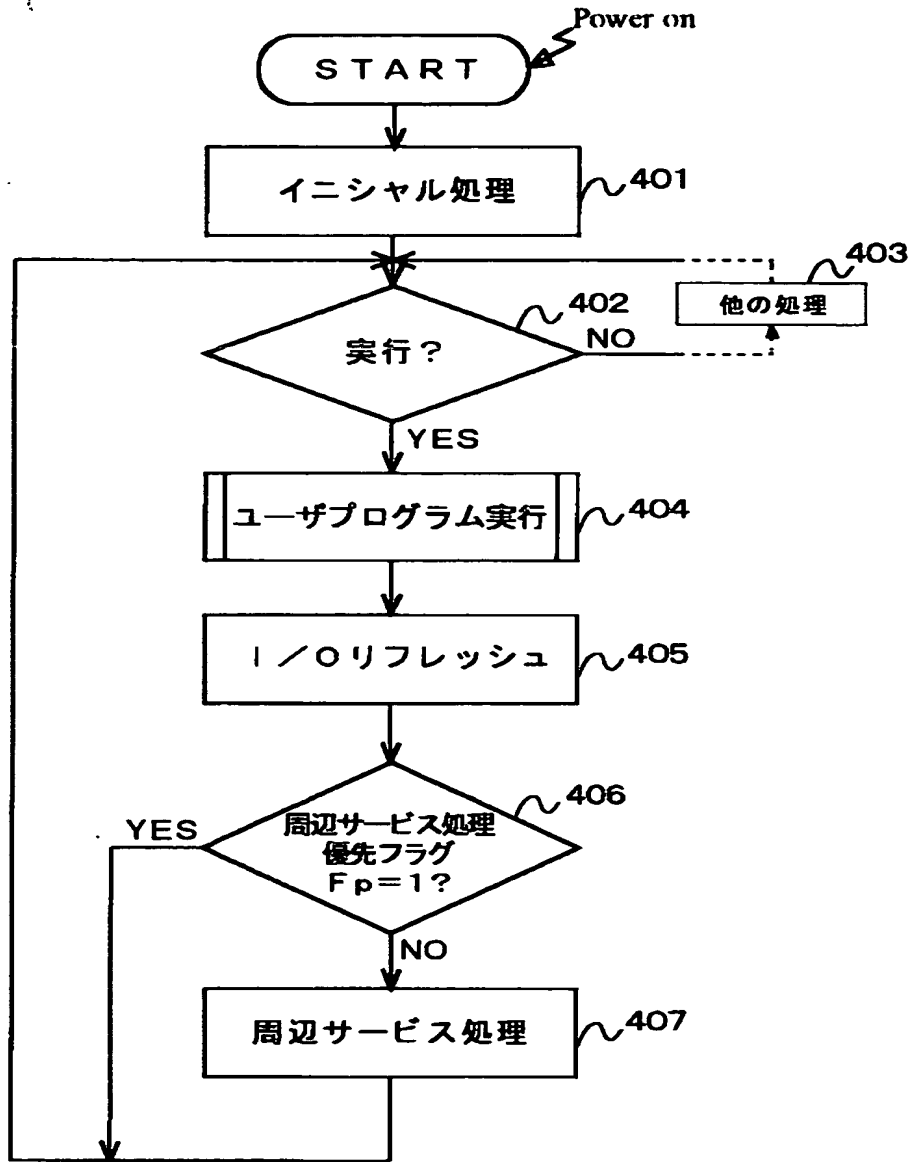 Power on
START
イニシャル処理
401
403
他の処理
402
実行？
NO
YES
ユーザプログラム実行
404
I／Oリフレッシュ
405
406
周辺サービス処理
優先フラグ
Fp＝1？
YES
NO
周辺サービス処理
407